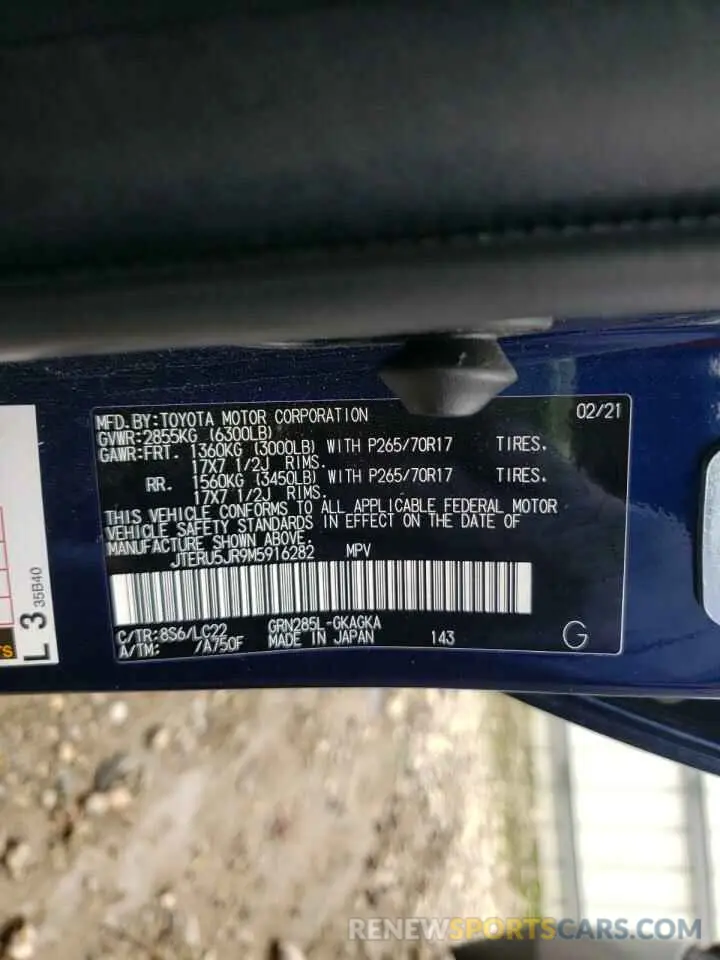 MFD.BY:TOYOTA MOTOR CORPORATION 02/21
GVWR:2855KG (6300LB)
GAWR:FRT. 1360KG (3000LB) WITH P265/70R17 TIRES.
17X7 1/2J RIMS.
RR. 1560KG (3450LB) WITH P265/70R17 TIRES.
17X7 1/2J RIMS.
THIS VEHICLE CONFORMS TO ALL APPLICABLE FEDERAL MOTOR
VEHICLE SAFETY STANDARDS IN EFFECT ON THE DATE OF
MANUFACTURE SHOWN ABOVE.
JTERU5JR9M5916282 MPV
C/TR:8S6/LC22 GRN285L-GKAGKA
A/TM: /A750F MADE IN JAPAN 143 G
L 3 35B40
RENEWSPORTSCARS.COM